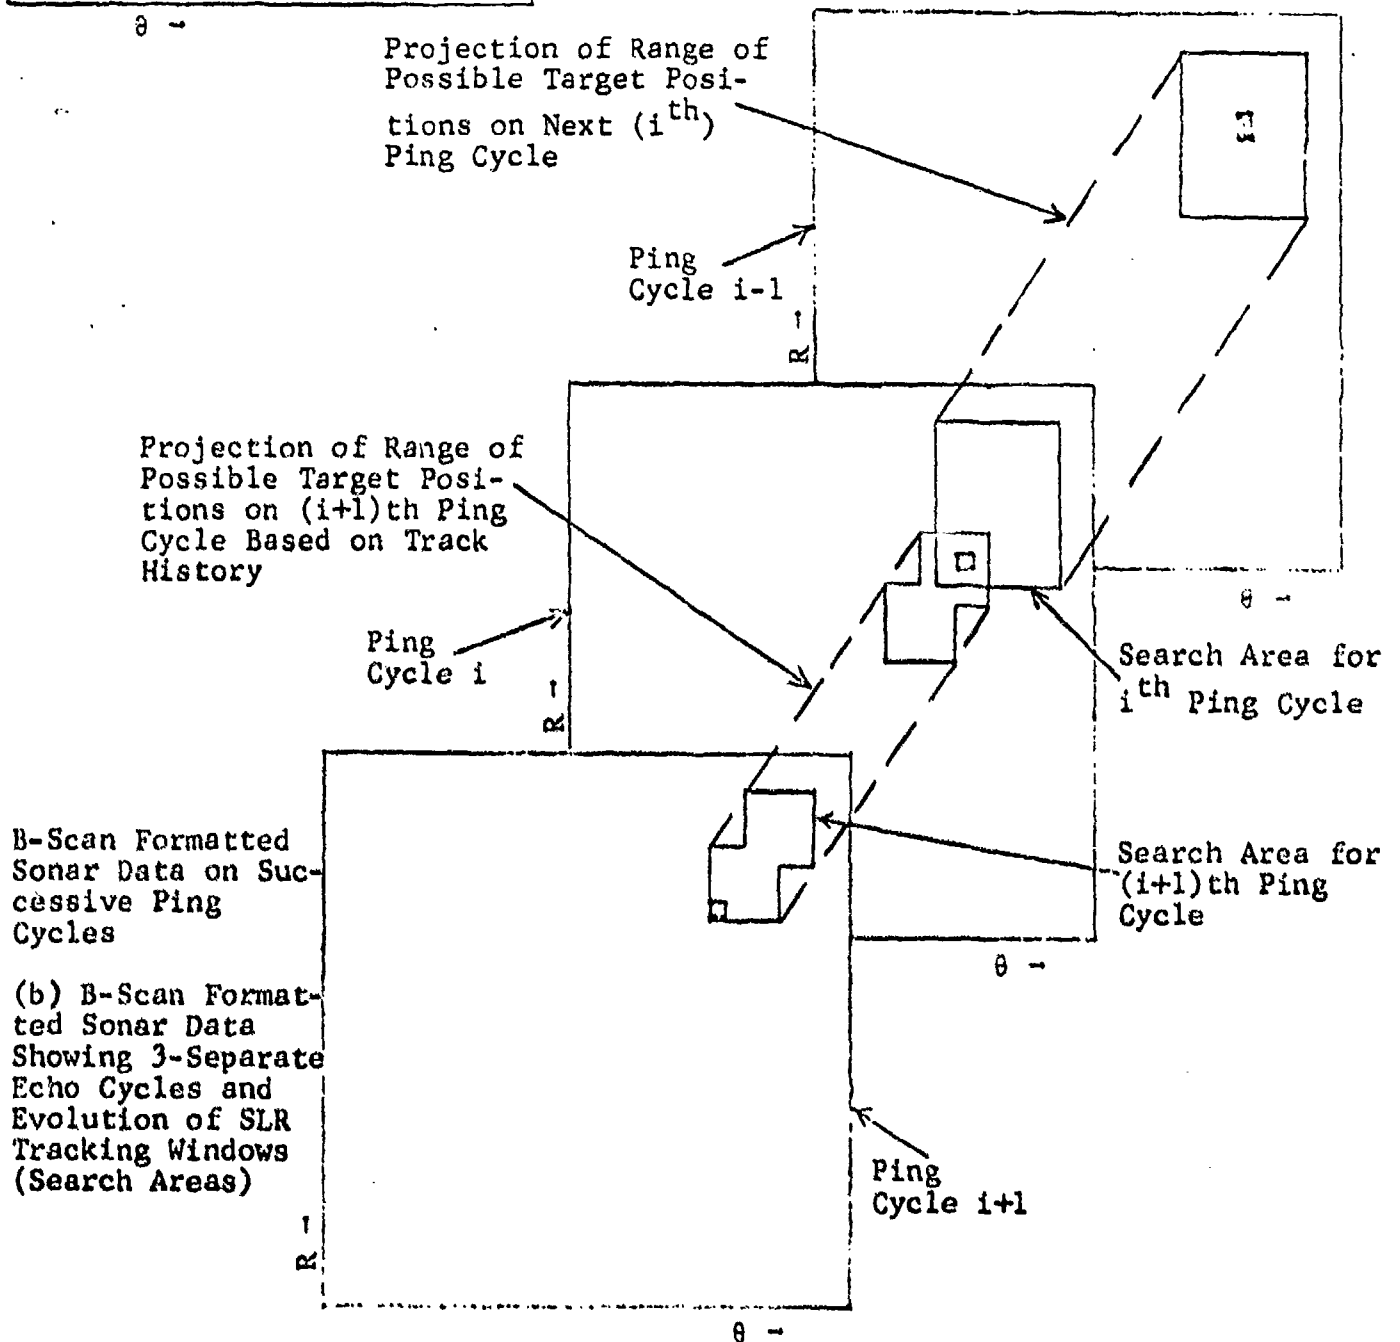 θ →
Projection of Range of
Possible Target Posi-
tions on Next (i^th)
Ping Cycle
Ping
Cycle i-1
R →
θ →
Projection of Range of
Possible Target Posi-
tions on (i+1)th Ping
Cycle Based on Track
History
Ping
Cycle i
R →
Search Area for
i^th Ping Cycle
B-Scan Formatted
Sonar Data on Suc-
cessive Ping
Cycles
Search Area for
(i+1)th Ping
Cycle
θ →
(b) B-Scan Format-
ted Sonar Data
Showing 3-Separate
Echo Cycles and
Evolution of SLR
Tracking Windows
(Search Areas)
Ping
Cycle i+1
R →
θ →